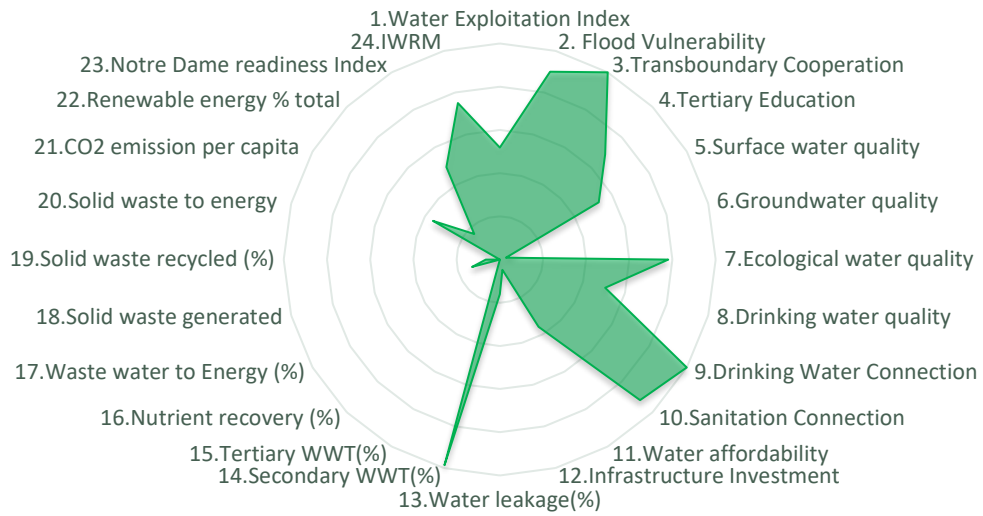 1.Water Exploitation Index
2. Flood Vulnerability
3.Transboundary Cooperation
4.Tertiary Education
5.Surface water quality
6.Groundwater quality
7.Ecological water quality
8.Drinking water quality
9.Drinking Water Connection
10.Sanitation Connection
11.Water affordability
12.Infrastructure Investment
13.Water leakage(%)
14.Secondary WWT(%)
15.Tertiary WWT(%)
16.Nutrient recovery (%)
17.Waste water to Energy (%)
18.Solid waste generated
19.Solid waste recycled (%)
20.Solid waste to energy
21.CO2 emission per capita
22.Renewable energy % total
23.Notre Dame readiness Index
24.IWRM